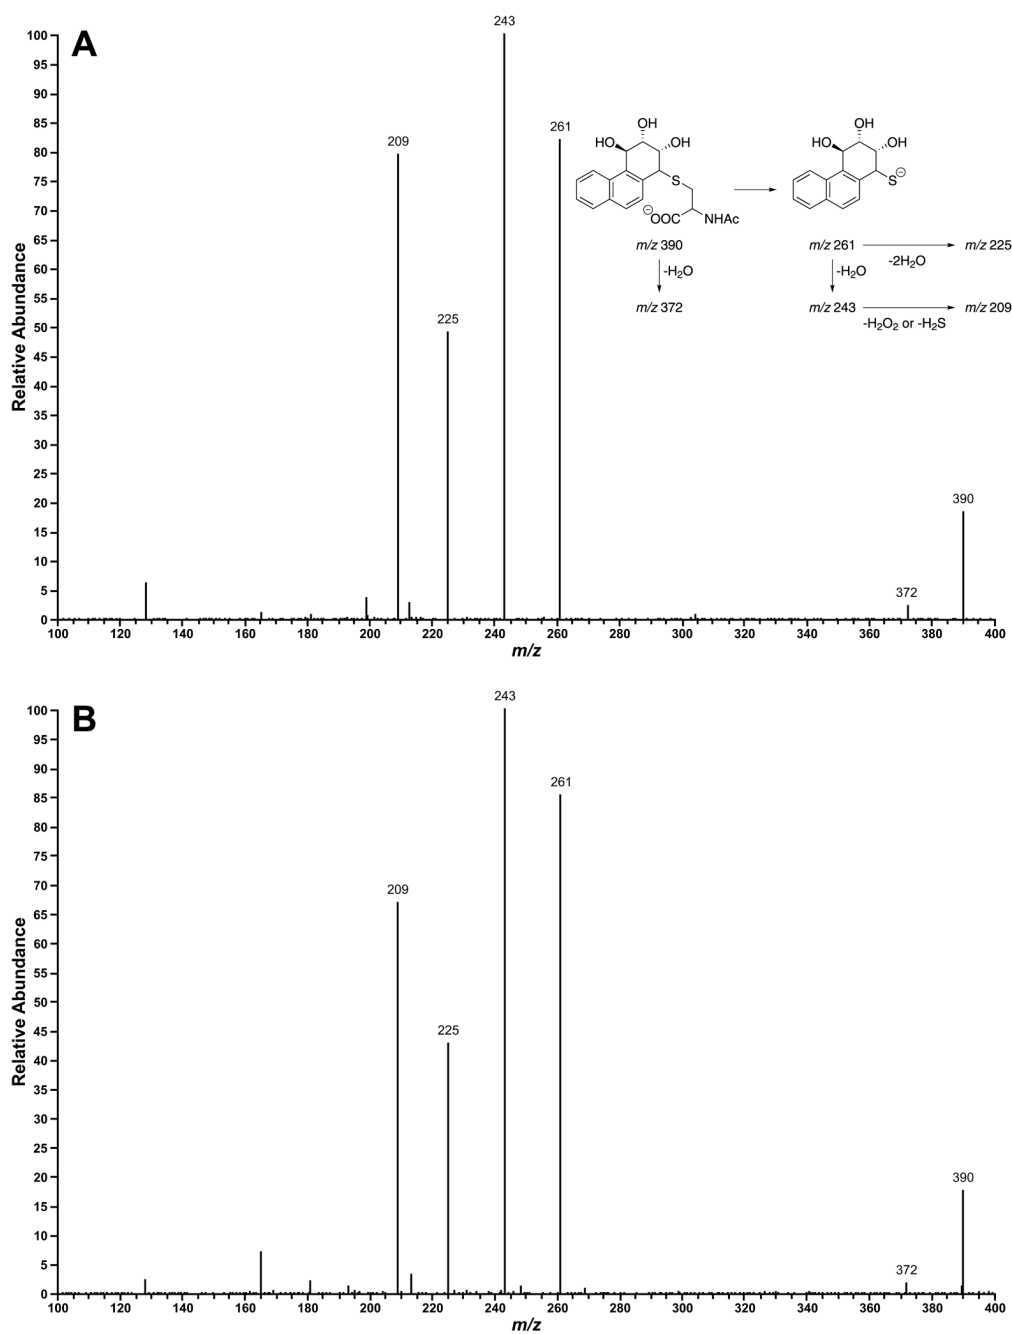 A
243
209
261
225
390
372
OH
HO
OH
S
⊖
OOC
NHAc
OH
HO
OH
S
⊖
m/z 390
m/z 261
m/z 225
-2H₂O
-H₂O
-H₂O
m/z 372
m/z 243
m/z 209
-H₂O₂ or -H₂S
Relative Abundance
100
95
90
85
80
75
70
65
60
55
50
45
40
35
30
25
20
15
10
5
0
100 120 140 160 180 200 220 240 260 280 300 320 340 360 380 400
m/z
B
243
261
209
225
390
372
Relative Abundance
100
95
90
85
80
75
70
65
60
55
50
45
40
35
30
25
20
15
10
5
0
100 120 140 160 180 200 220 240 260 280 300 320 340 360 380 400
m/z